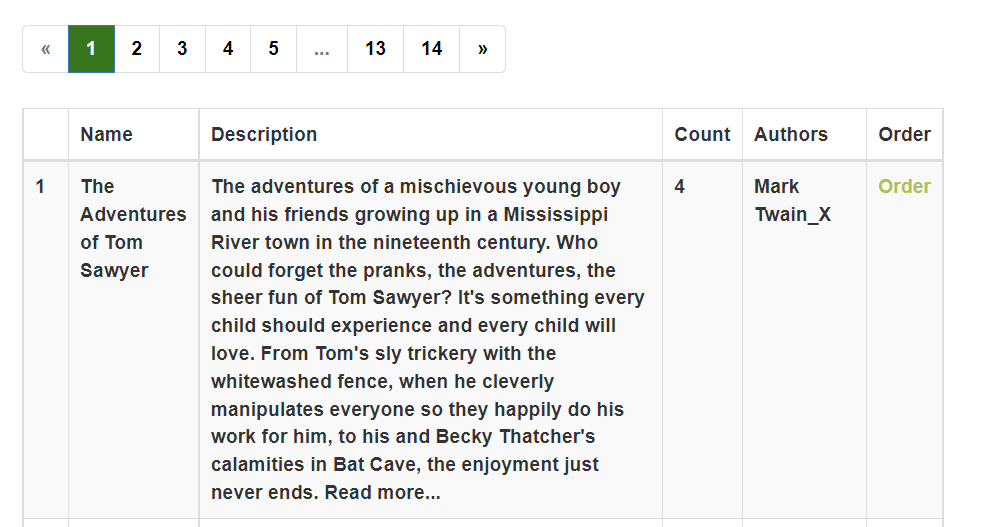 « 1 2 3 4 5 ... 13 14 »
Name Description Count Authors Order
1 The Adventures of Tom Sawyer
The adventures of a mischievous young boy
and his friends growing up in a Mississippi
River town in the nineteenth century. Who
could forget the pranks, the adventures, the
sheer fun of Tom Sawyer? It's something every
child should experience and every child will
love. From Tom's sly trickery with the
whitewashed fence, when he cleverly
manipulates everyone so they happily do his
work for him, to his and Becky Thatcher's
calamities in Bat Cave, the enjoyment just
never ends. Read more...
4
Mark
Twain_X
Order